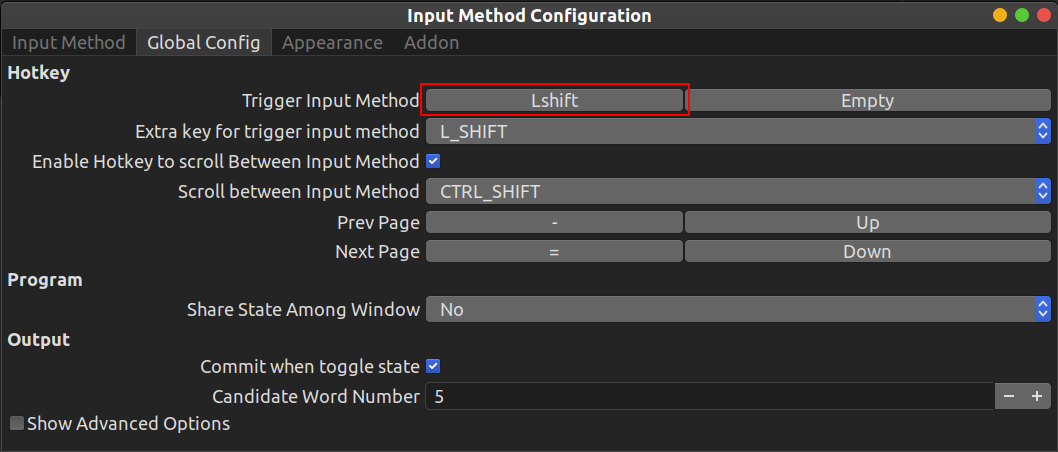 Input Method Configuration
Input Method Global Config Appearance Addon
Hotkey
Trigger Input Method Lshift Empty
Extra key for trigger input method L_SHIFT
Enable Hotkey to scroll Between Input Method
Scroll between Input Method CTRL_SHIFT
Prev Page - Up
Next Page = Down
Program
Share State Among Window No
Output
Commit when toggle state
Candidate Word Number 5 − +
Show Advanced Options